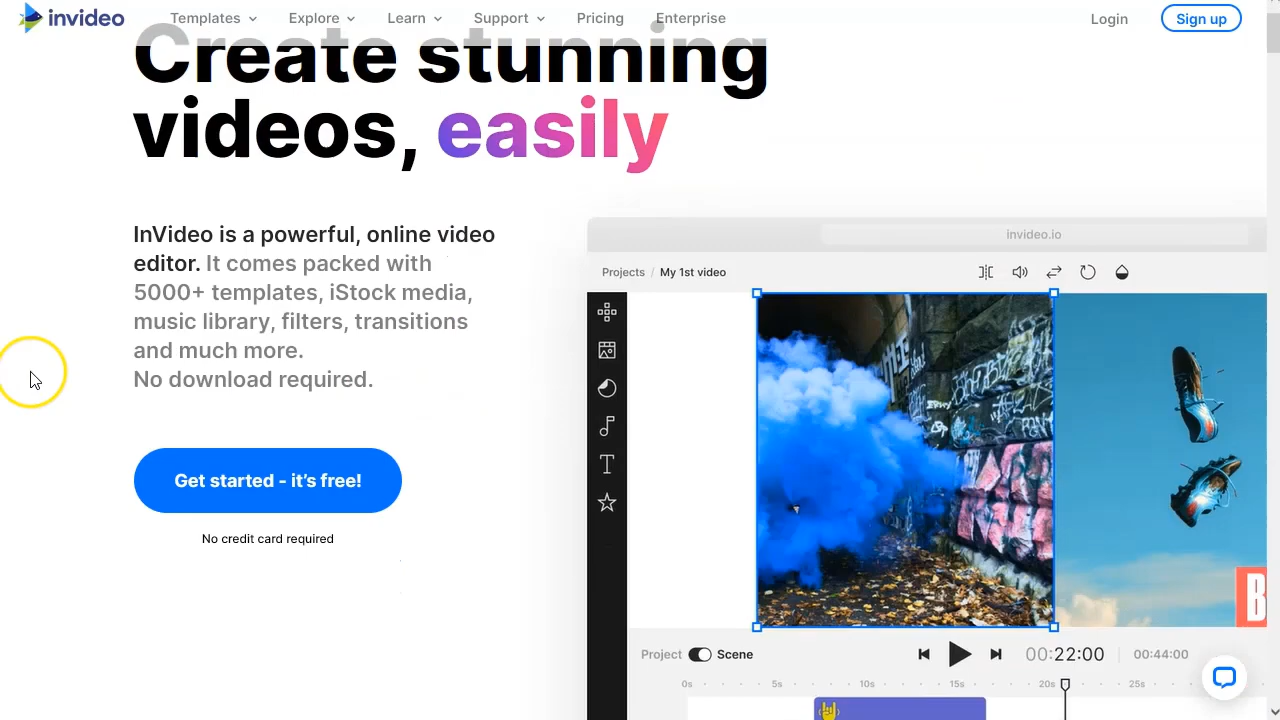 invideo
Templates Explore Learn Support Pricing Enterprise Login Sign up
Create stunning
videos, easily
InVideo is a powerful, online video
editor. It comes packed with
5000+ templates, iStock media,
music library, filters, transitions
and much more.
No download required.
Get started - it's free!
No credit card required
invideo.io
Projects / My 1st video
B
Project Scene 00:22:00 00:44:00
0s 5s 10s 15s 20s 25s